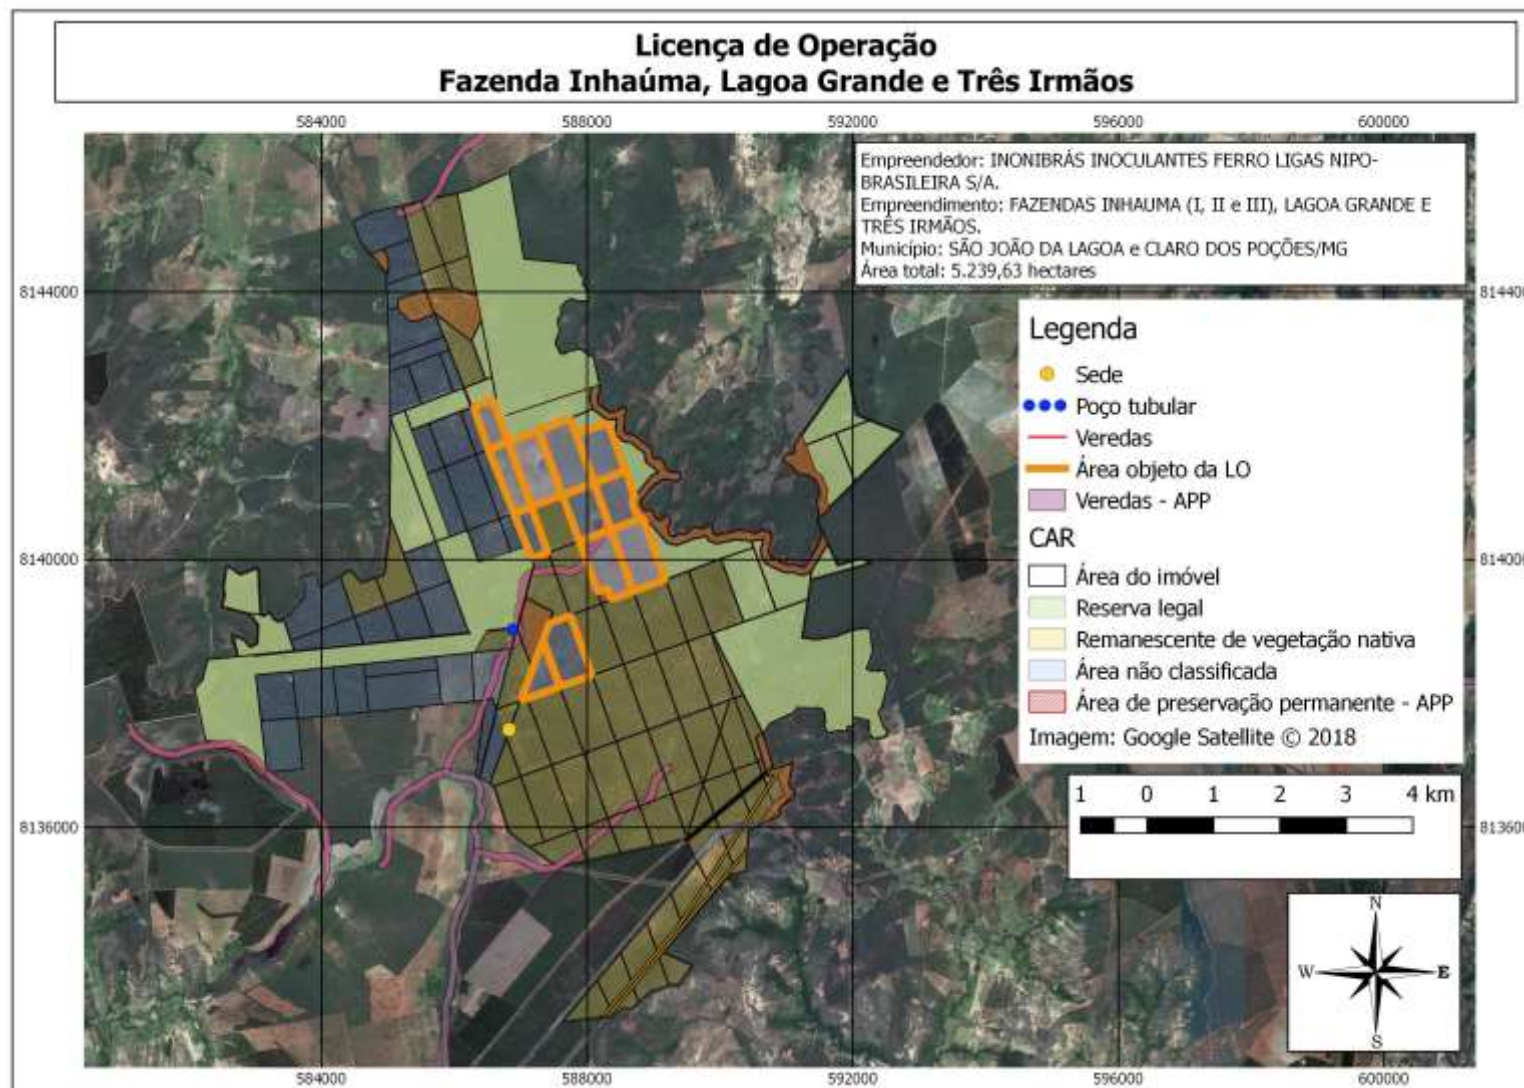 Licença de Operação
Fazenda Inhaúma, Lagoa Grande e Três Irmãos
584000 588000 592000 596000 600000
Empreendedor: INONIBRÁS INOCULANTES FERRO LIGAS NIPO-
BRASILEIRA S/A.
Empreendimento: FAZENDAS INHAUMA (I, II e III), LAGOA GRANDE E
TRÊS IRMÃOS.
Município: SÃO JOÃO DA LAGOA e CLARO DOS POÇÕES/MG
Área total: 5.239,63 hectares
8144000 814400
Legenda
Sede
Poço tubular
Veredas
Área objeto da LO
Veredas - APP
CAR
8140000 814000
Área do imóvel
Reserva legal
Remanescente de vegetação nativa
Área não classificada
Área de preservação permanente - APP
Imagem: Google Satellite © 2018
1 0 1 2 3 4 km
8136000 813600
N
W E
S
584000 588000 592000 596000 600000